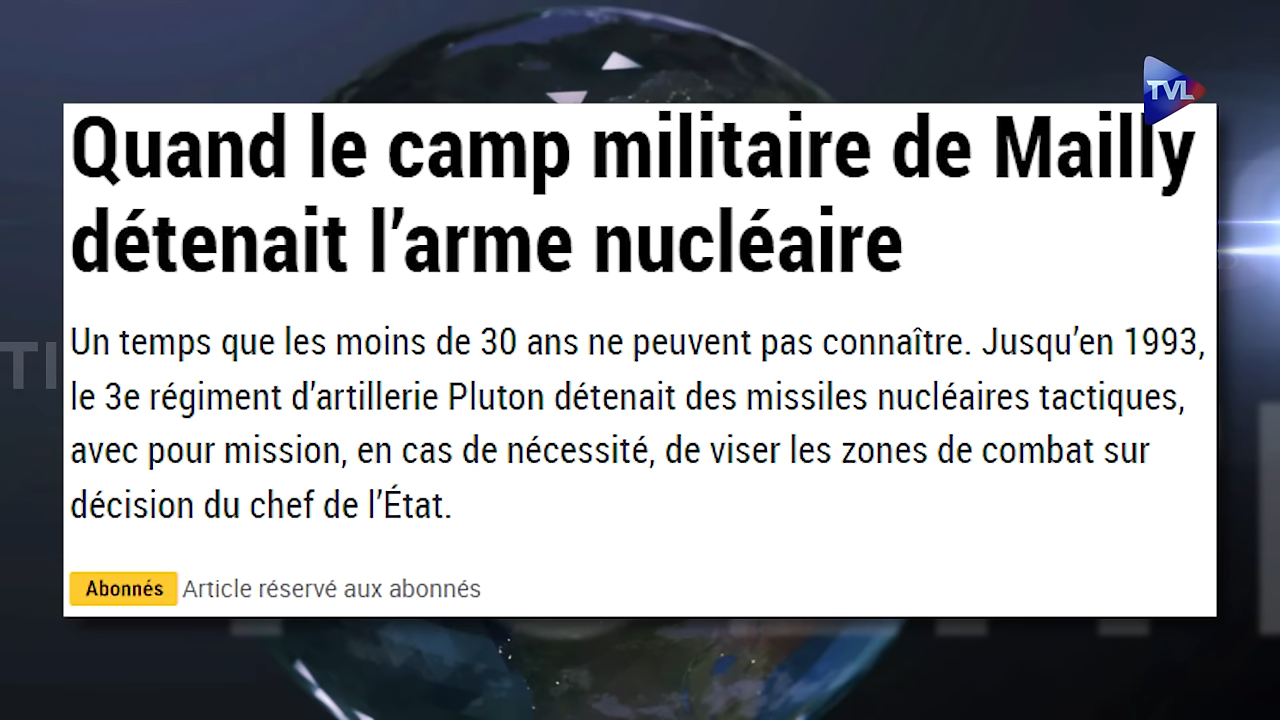 TVL
Quand le camp militaire de Mailly
détenait l’arme nucléaire
Un temps que les moins de 30 ans ne peuvent pas connaître. Jusqu’en 1993,
le 3e régiment d’artillerie Pluton détenait des missiles nucléaires tactiques,
avec pour mission, en cas de nécessité, de viser les zones de combat sur
décision du chef de l’État.
Abonnés Article réservé aux abonnés